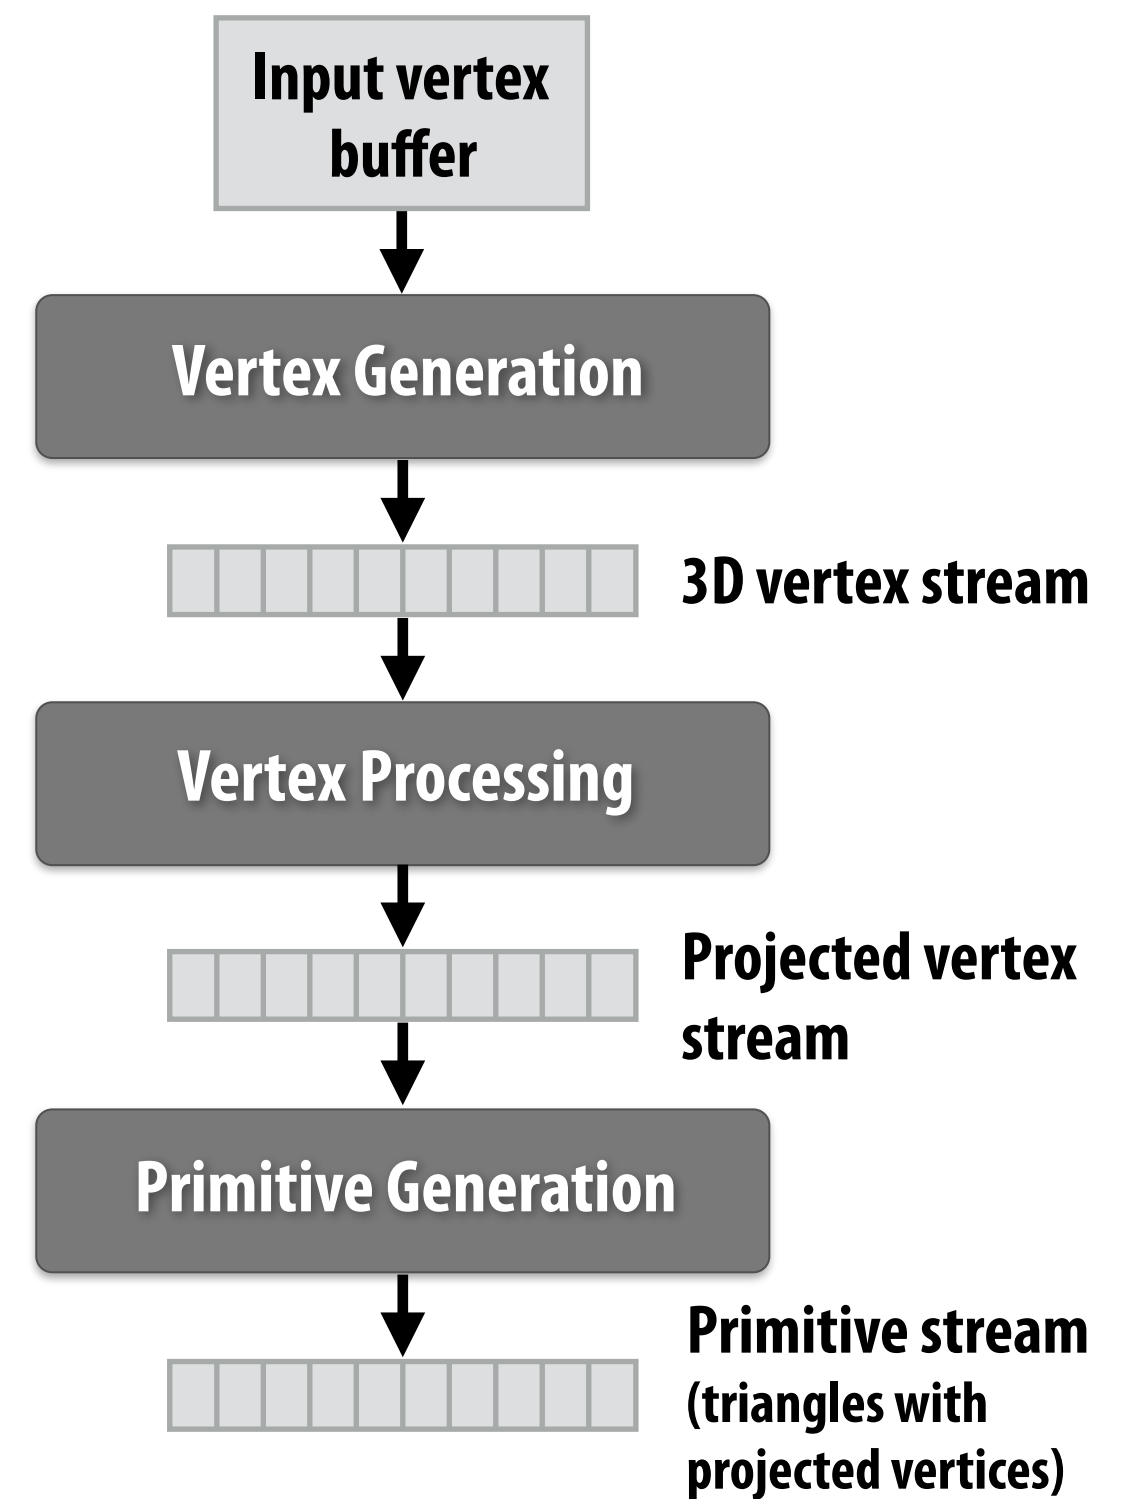 Input vertex
buffer
Vertex Generation
3D vertex stream
Vertex Processing
Projected vertex
stream
Primitive Generation
Primitive stream
(triangles with
projected vertices)